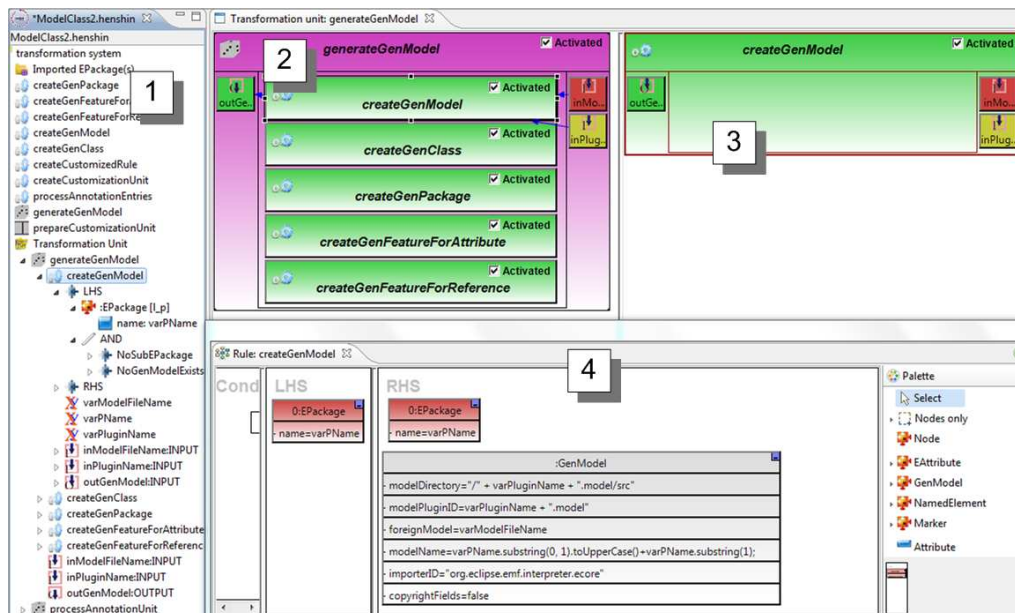 *ModelClass2.henshin
ModelClass2.henshin
transformation system
Imported EPackage(s)
createGenPackage
createGenFeatureForA
createGenFeatureForRe
createGenModel
createGenClass
createCustomizedRule
createCustomizationUnit
processAnnotationEntries
generateGenModel
prepareCustomizationUnit
Transformation Unit
generateGenModel
createGenModel
LHS
:EPackage [l_p]
name: varPName
AND
NoSubEPackage
NoGenModelExists
RHS
varModelFileName
varPName
varPluginName
inModelFileName:INPUT
inPluginName:INPUT
outGenModel:INPUT
createGenClass
createGenPackage
createGenFeatureForAttribute
createGenFeatureForReferenc
inModelFileName:INPUT
inPluginName:INPUT
outGenModel:OUTPUT
processAnnotationUnit
1
Transformation unit: generateGenModel
generateGenModel
Activated
2
outGe..
Activated
createGenModel
inMo...
inPlug..
Activated
createGenClass
Activated
createGenPackage
Activated
createGenFeatureForAttribute
Activated
createGenFeatureForReference
createGenModel
Activated
outGe..
inMo...
inPlug..
3
Rule: createGenModel
4
Cond
LHS
0:EPackage
- name=varPName
RHS
0:EPackage
- name=varPName
:GenModel
- modelDirectory="/" + varPluginName + ".model/src"
- modelPluginID=varPluginName + ".model"
- foreignModel=varModelFileName
- modelName=varPName.substring(0, 1).toUpperCase()+varPName.substring(1);
- importerID="org.eclipse.emf.interpreter.ecore"
- copyrightFields=false
Palette
Select
Nodes only
Node
EAttribute
GenModel
NamedElement
Marker
Attribute